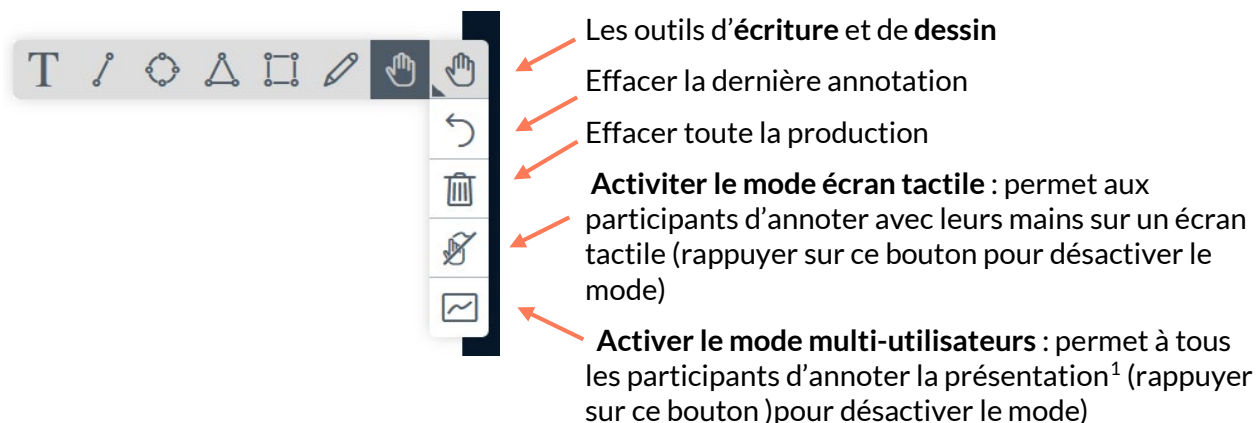 T
Les outils d’écriture et de dessin
Effacer la dernière annotation
Effacer toute la production
Activiter le mode écran tactile : permet aux
participants d’annoter avec leurs mains sur un écran
tactile (rappuyer sur ce bouton pour désactiver le
mode)
Activer le mode multi-utilisateurs : permet à tous
les participants d’annoter la présentation¹ (rappuyer
sur ce bouton )pour désactiver le mode)